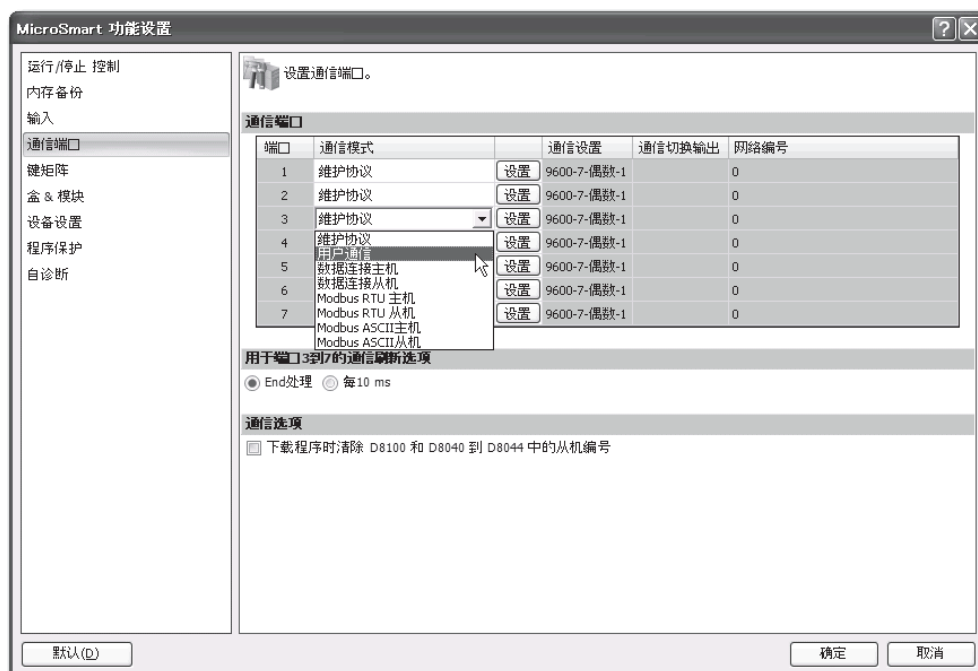 MicroSmart 功能设置
运行/停止 控制
内存备份
输入
通信端口
键矩阵
盒 & 模块
设备设置
程序保护
自诊断
设置通信端口。
通信端口
端口 通信模式 通信设置 通信切换输出 网络编号
1 维护协议 设置 9600-7-偶数-1 0
2 维护协议 设置 9600-7-偶数-1 0
3 维护协议 设置 9600-7-偶数-1 0
4 设置 9600-7-偶数-1 0
5 设置 9600-7-偶数-1 0
6 设置 9600-7-偶数-1 0
7 设置 9600-7-偶数-1 0
维护协议
用户通信
数据连接主机
数据连接从机
Modbus RTU 主机
Modbus RTU 从机
Modbus ASCII主机
Modbus ASCII从机
用于端口3到7的通信刷新选项
End处理 每10 ms
通信选项
下载程序时清除 D8100 和 D8040 到 D8044 中的从机编号
默认(D) 确定 取消